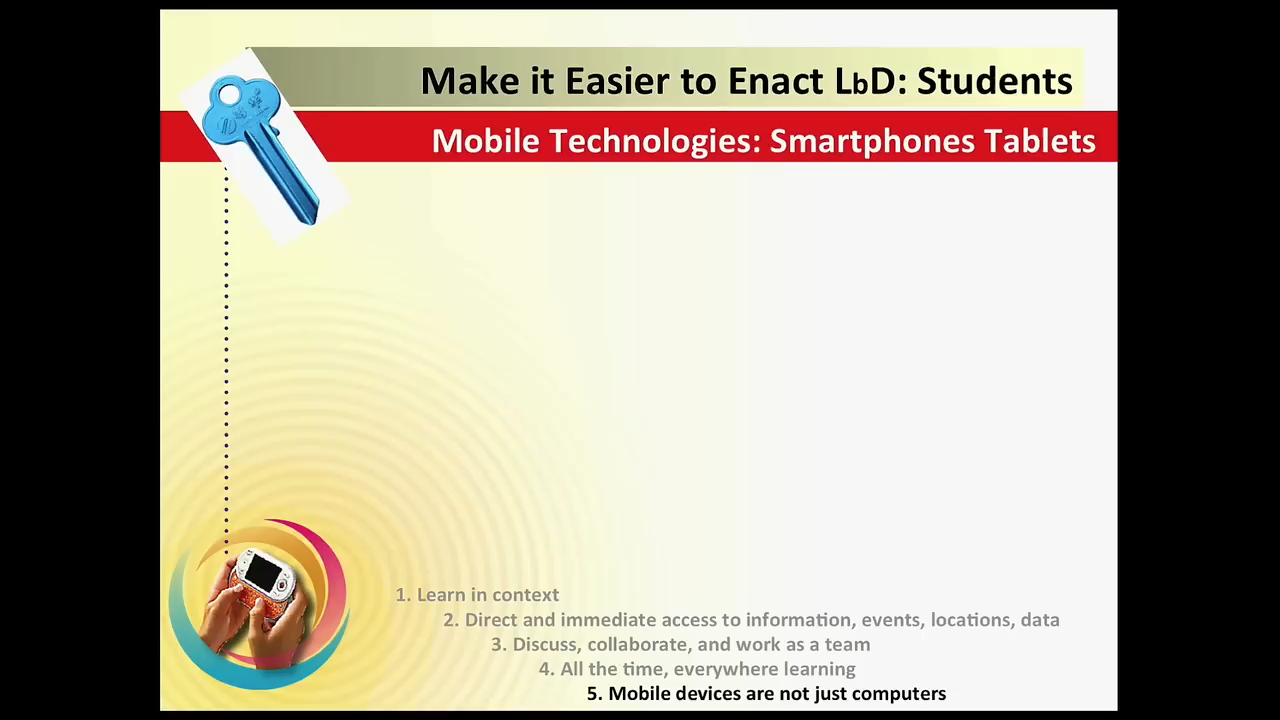 Make it Easier to Enact LbD: Students
Mobile Technologies: Smartphones Tablets
1. Learn in context
2. Direct and immediate access to information, events, locations, data
3. Discuss, collaborate, and work as a team
4. All the time, everywhere learning
5. Mobile devices are not just computers